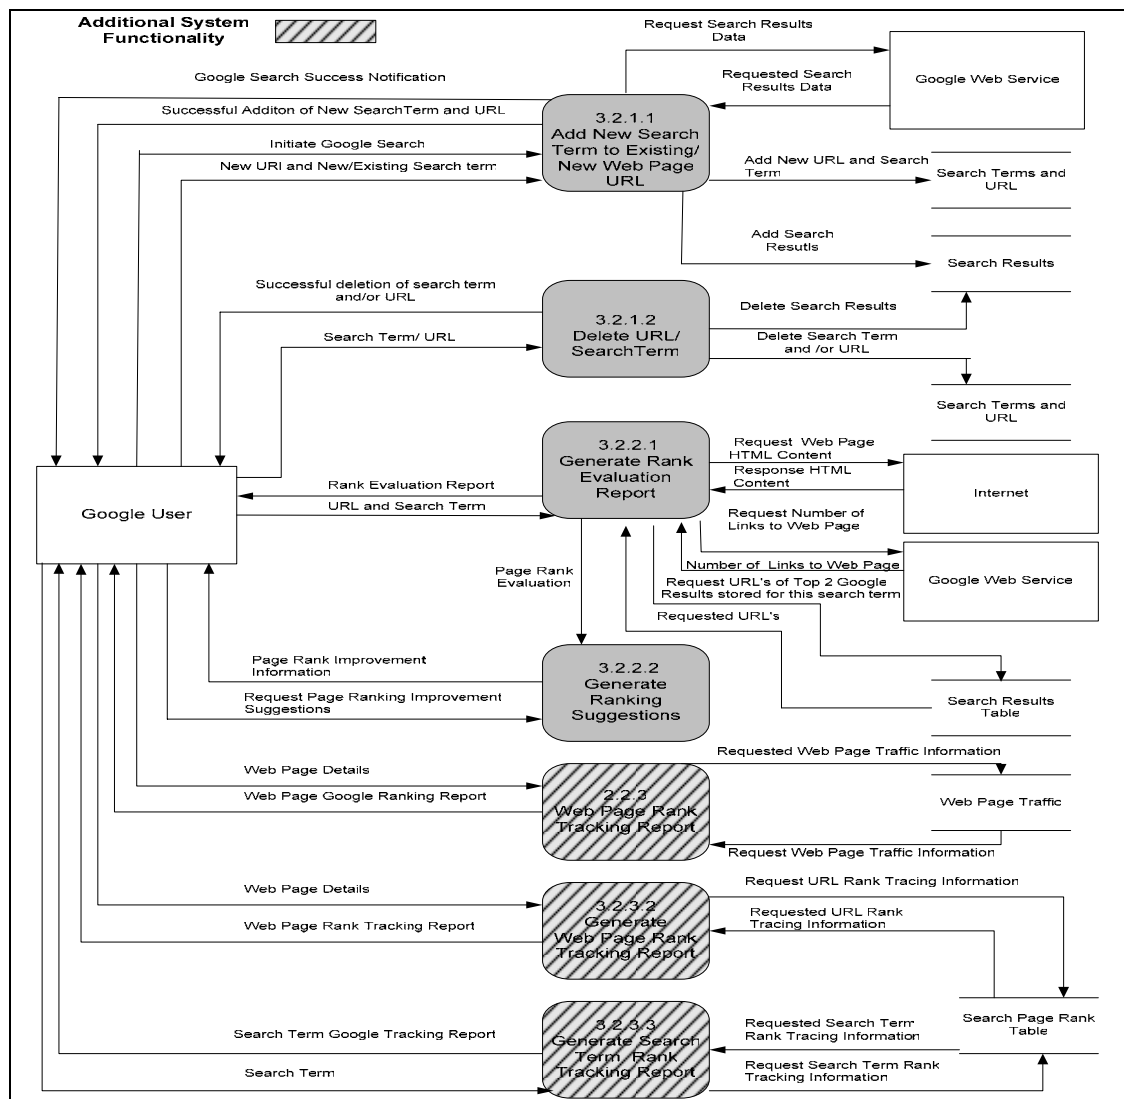 Additional System
Functionality
Request Search Results
Data
Google Web Service
Requested Search
Results Data
Google Search Success Notification
Successful Additon of New SearchTerm and URL
Initiate Google Search
New URl and New/Existing Search term
3.2.1.1
Add New Search
Term to Existing/
New Web Page
URL
Add New URL and Search
Term
Search Terms and
URL
Add Search
Resutls
Search Results
Successful deletion of search term
and/or URL
Search Term/ URL
3.2.1.2
Delete URL/
SearchTerm
Delete Search Results
Delete Search Term
and /or URL
Search Terms and
URL
Google User
Rank Evaluation Report
URL and Search Term
3.2.2.1
Generate Rank
Evaluation
Report
Request Web Page
HTML Content
Response HTML
Content
Internet
Request Number of
Links to Web Page
Number of Links to Web Page
Google Web Service
Request URL's of Top 2 Google
Results stored for this search term
Requested URL's
Page Rank
Evaluation
Page Rank Improvement
Information
Request Page Ranking Improvement
Suggestions
3.2.2.2
Generate
Ranking
Suggestions
Search Results
Table
Web Page Details
Web Page Google Ranking Report
2.2.3
Web Page Rank
Tracking Report
Requested Web Page Traffic Information
Web Page Traffic
Request Web Page Traffic Information
Web Page Details
Web Page Rank Tracking Report
3.2.3.2
Generate
Web Page Rank
Tracking Report
Request URL Rank Tracing Information
Requested URL Rank
Tracing Information
Search Page Rank
Table
Search Term Google Tracking Report
Search Term
3.2.3.3
Generate Search
Term Rank
Tracking Report
Requested Search Term
Rank Tracing Information
Request Search Term Rank
Tracking Information